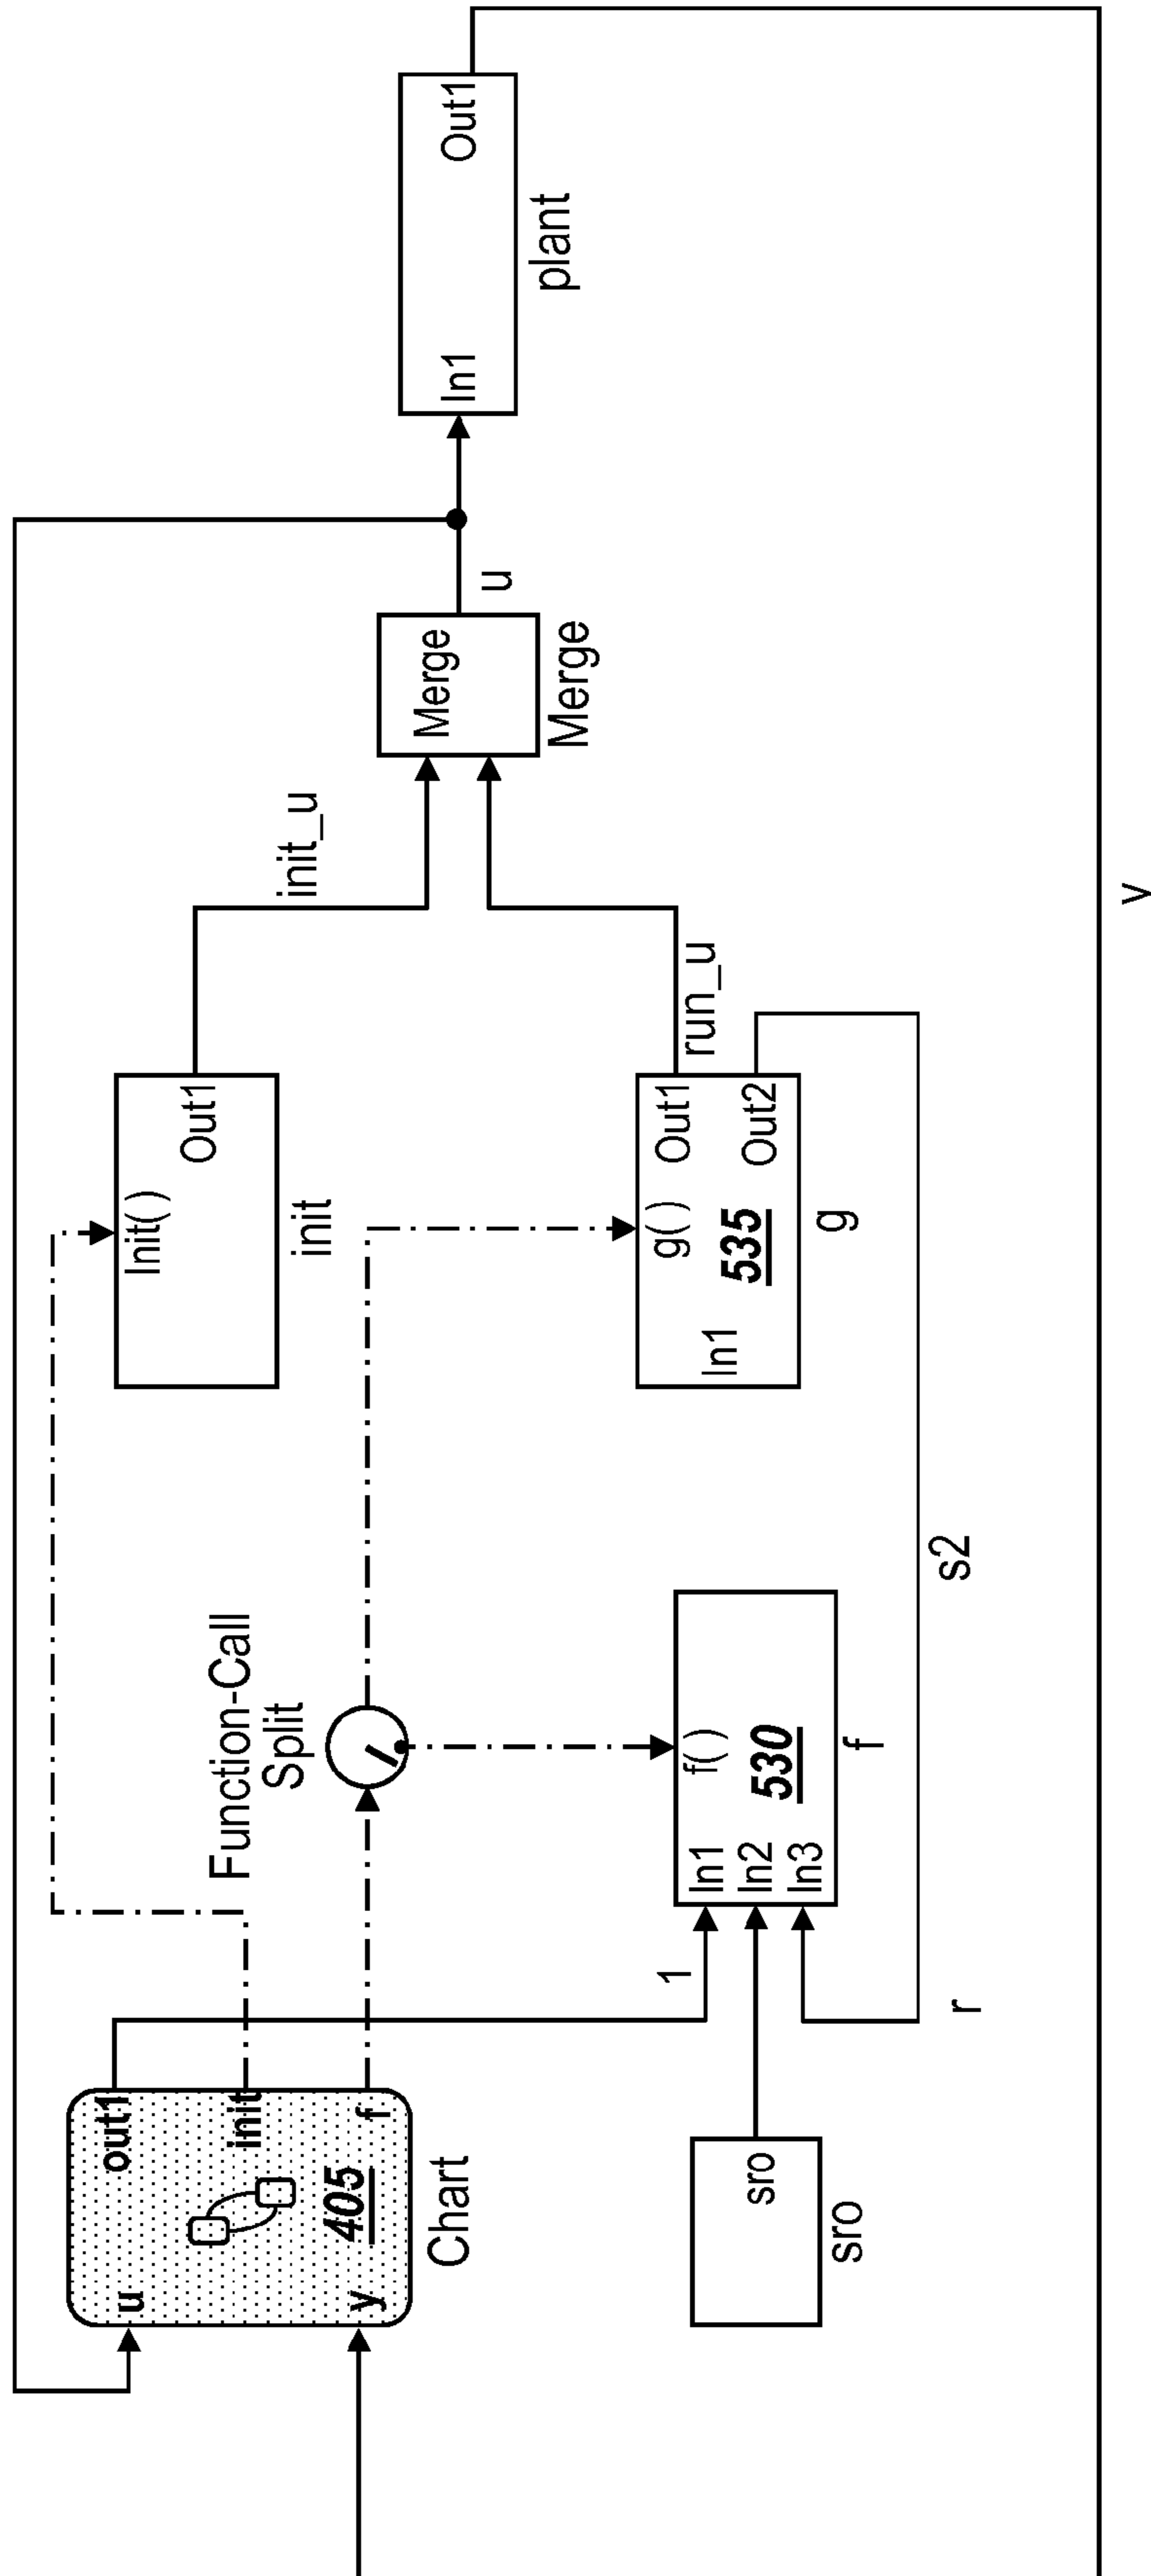 u
out1
init
y
405
f
Chart
Function-Call
Split
Init( )
Out1
init
init_u
Merge
Merge
u
In1
Out1
plant
1
sro
sro
In1
In2
In3
f( )
530
f
r
s2
In1
g( )
535
Out1
Out2
g
run_u
y